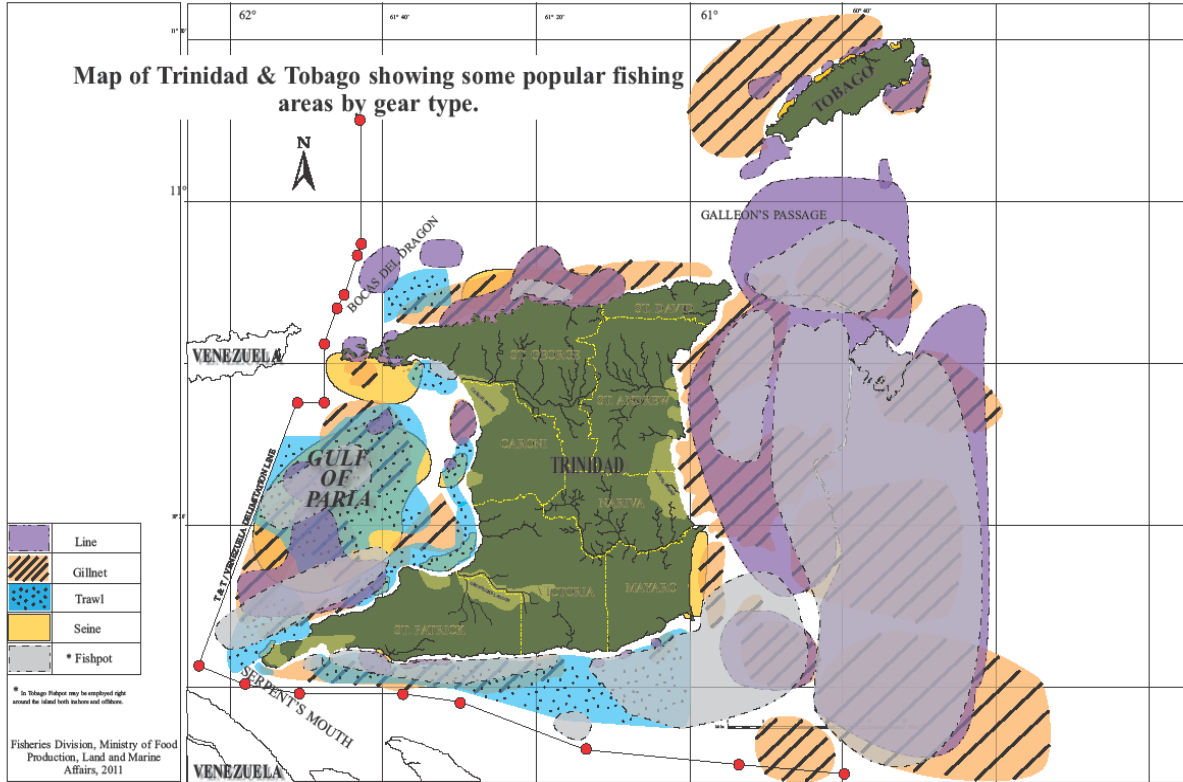 62°
61° 40'
61° 20'
61°
60° 40'
Map of Trinidad & Tobago showing some popular fishing
areas by gear type.
N
TOBAGO
11°
GALLEON'S PASSAGE
BOCAS DEL DRAGON
ST. DAVID
VENEZUELA
ST. GEORGE
ST. ANDREW
CARONI
TRINIDAD
GULF
OF
PARIA
NARIVA
T & T / VENEZUELA DELIMITATION LINE
MAYARO
VICTORIA
ST. PATRICK
SERPENT'S MOUTH
VENEZUELA
Line
Gillnet
Trawl
Seine
* Fishpot
* In Tobago Fishpot may be employed right
around the island both inshore and offshore.
Fisheries Division, Ministry of Food
Production, Land and Marine
Affairs, 2011